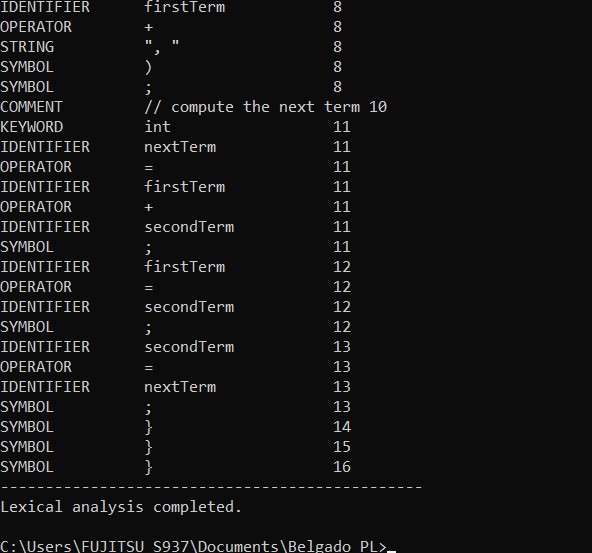 IDENTIFIER firstTerm 8
OPERATOR + 8
STRING ", " 8
SYMBOL ) 8
SYMBOL ; 8
COMMENT // compute the next term 10
KEYWORD int 11
IDENTIFIER nextTerm 11
OPERATOR = 11
IDENTIFIER firstTerm 11
OPERATOR + 11
IDENTIFIER secondTerm 11
SYMBOL ; 11
IDENTIFIER firstTerm 12
OPERATOR = 12
IDENTIFIER secondTerm 12
SYMBOL ; 12
IDENTIFIER secondTerm 13
OPERATOR = 13
IDENTIFIER nextTerm 13
SYMBOL ; 13
SYMBOL } 14
SYMBOL } 15
SYMBOL } 16
-----------------------------------------------
Lexical analysis completed.
C:\Users\FUJITSU S937\Documents\Belgado PL>